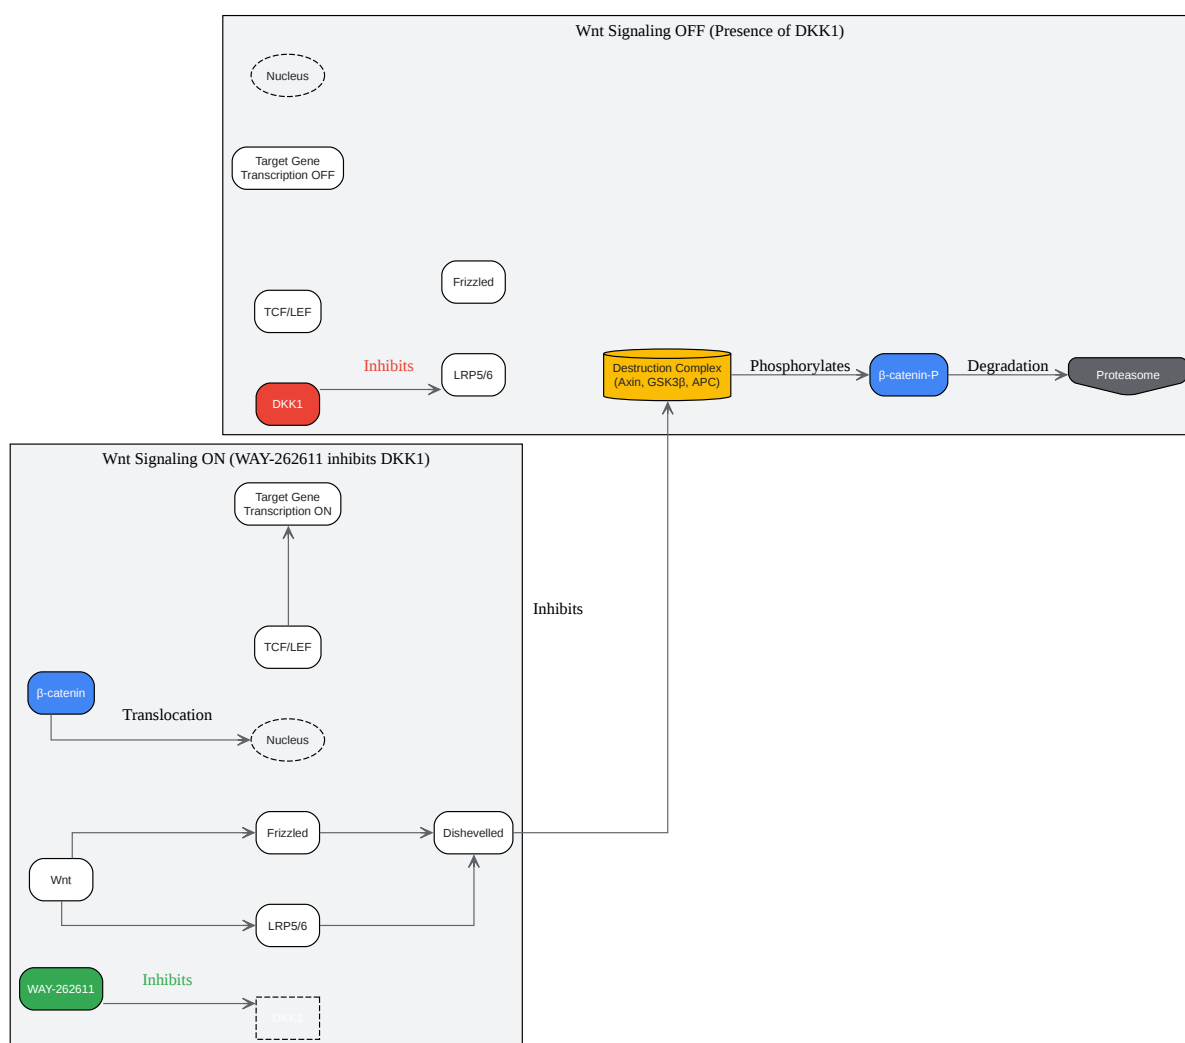 Wnt Signaling OFF (Presence of DKK1)
Nucleus
Target Gene
Transcription OFF
Frizzled
TCF/LEF
Inhibits
LRP5/6
DKK1
Destruction Complex
(Axin, GSK3β, APC)
Phosphorylates
β-catenin-P
Degradation
Proteasome
Wnt Signaling ON (WAY-262611 inhibits DKK1)
Target Gene
Transcription ON
Inhibits
TCF/LEF
β-catenin
Translocation
Nucleus
Frizzled
Dishevelled
Wnt
LRP5/6
WAY-262611
Inhibits
DKK1